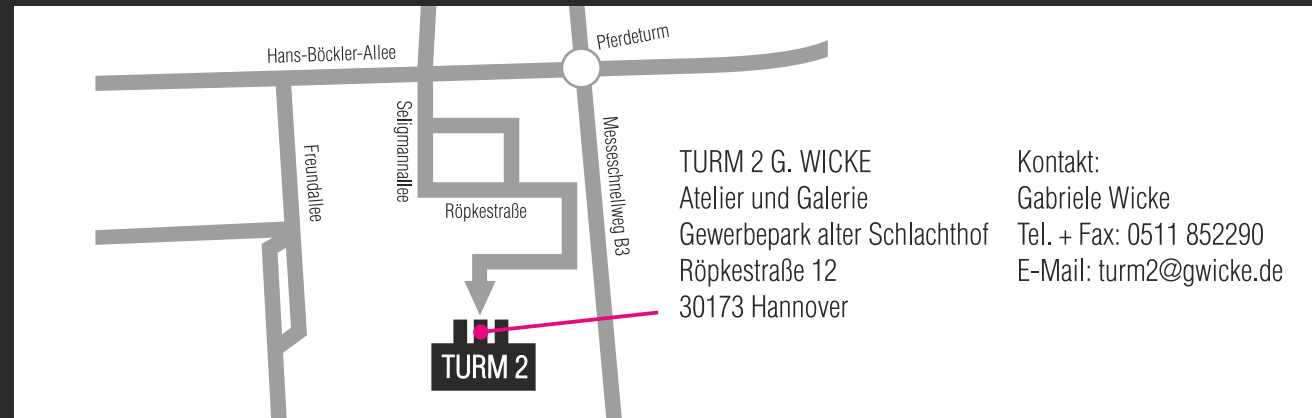 Pferdeturm
Hans-Böckler-Allee
Seligmannallee
Messeschnellweg B3
Freundallee
Röpkestraße
TURM 2
TURM 2 G. WICKE
Atelier und Galerie
Gewerbepark alter Schlachthof
Röpkestraße 12
30173 Hannover
Kontakt:
Gabriele Wicke
Tel. + Fax: 0511 852290
E-Mail: turm2@gwicke.de